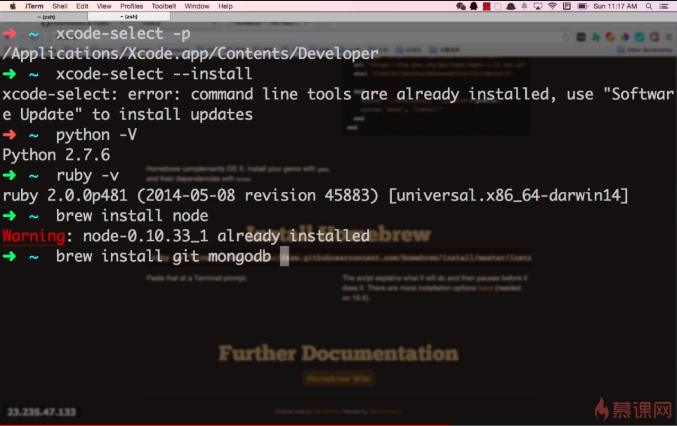 iTerm Shell Edit View Profiles Toolbelt Window Help Sun 11:17 AM
~ (zsh) ~ (zsh)
Other Bookmarks
➜ ~ xcode-select -p
/Applications/Xcode.app/Contents/Developer
➜ ~ xcode-select --install
xcode-select: error: command line tools are already installed, use "Softwar
e Update" to install updates
➜ ~ python -V
Python 2.7.6
➜ ~ ruby -v
ruby 2.0.0p481 (2014-05-08 revision 45883) [universal.x86_64-darwin14]
➜ ~ brew install node
Warning: node-0.10.33_1 already installed
➜ ~ brew install git mongodb
Homebrew complements OS X. Install your gems with gem,
and their dependencies with brew.
Install Homebrew
Paste that at a Terminal prompt.
The script explains what it will do and then pauses before it
does it. There are more installation options here (needed
on 10.5).
Further Documentation
Homebrew Wiki
23.235.47.133
慕课网